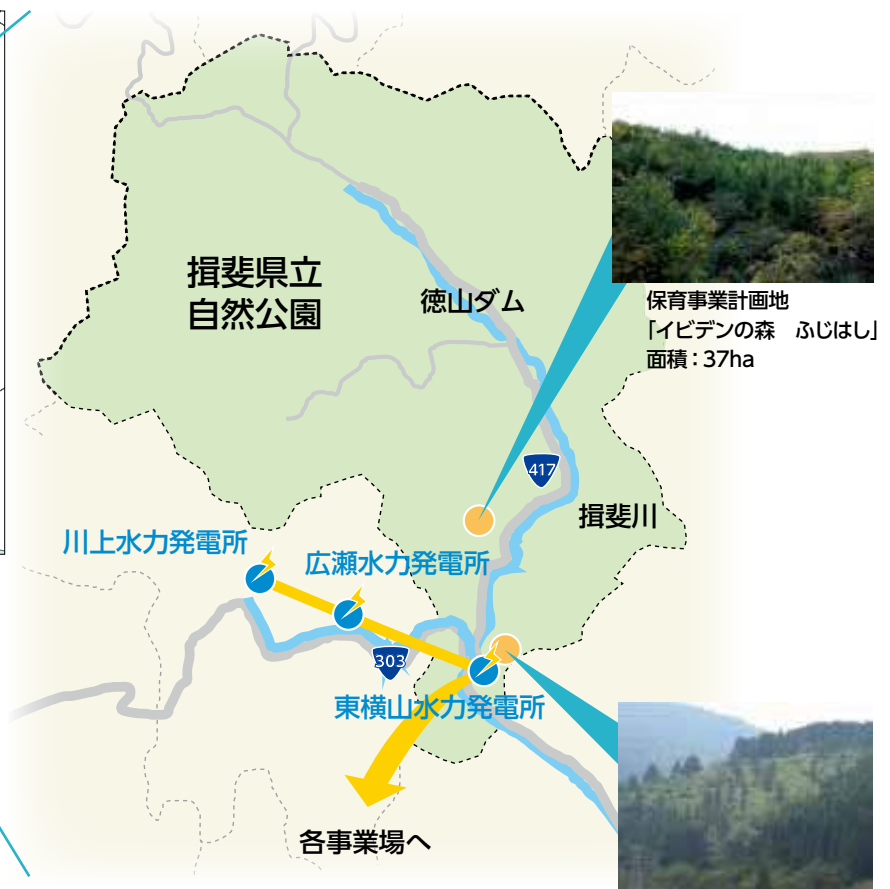 揖斐県立
自然公園
徳山ダム
保育事業計画地
「イビデンの森　ふじはし」
面積：37ha
417
揖斐川
川上水力発電所
広瀬水力発電所
303
東横山水力発電所
各事業場へ